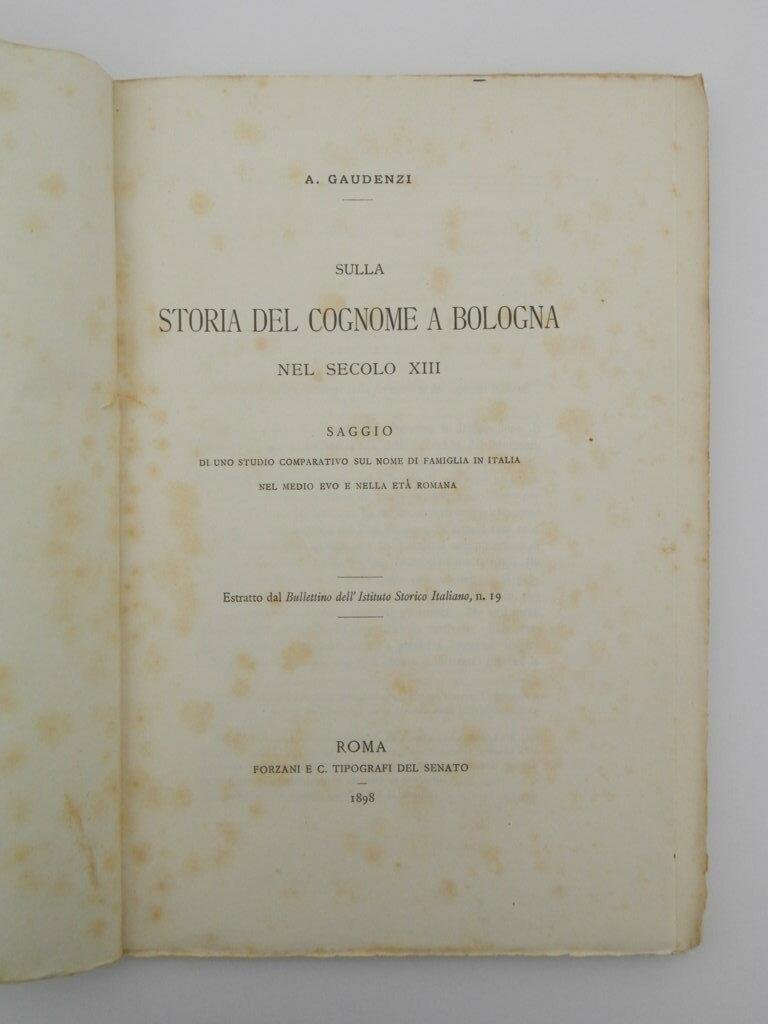 A. GAUDENZI
SULLA
STORIA DEL COGNOME A BOLOGNA
NEL SECOLO XIII
SAGGIO
DI UNO STUDIO COMPARATIVO SUL NOME DI FAMIGLIA IN ITALIA
NEL MEDIO EVO E NELLA ETÀ ROMANA
Estratto dal Bullettino dell' Istituto Storico Italiano, n. 19
ROMA
FORZANI E C. TIPOGRAFI DEL SENATO
1898